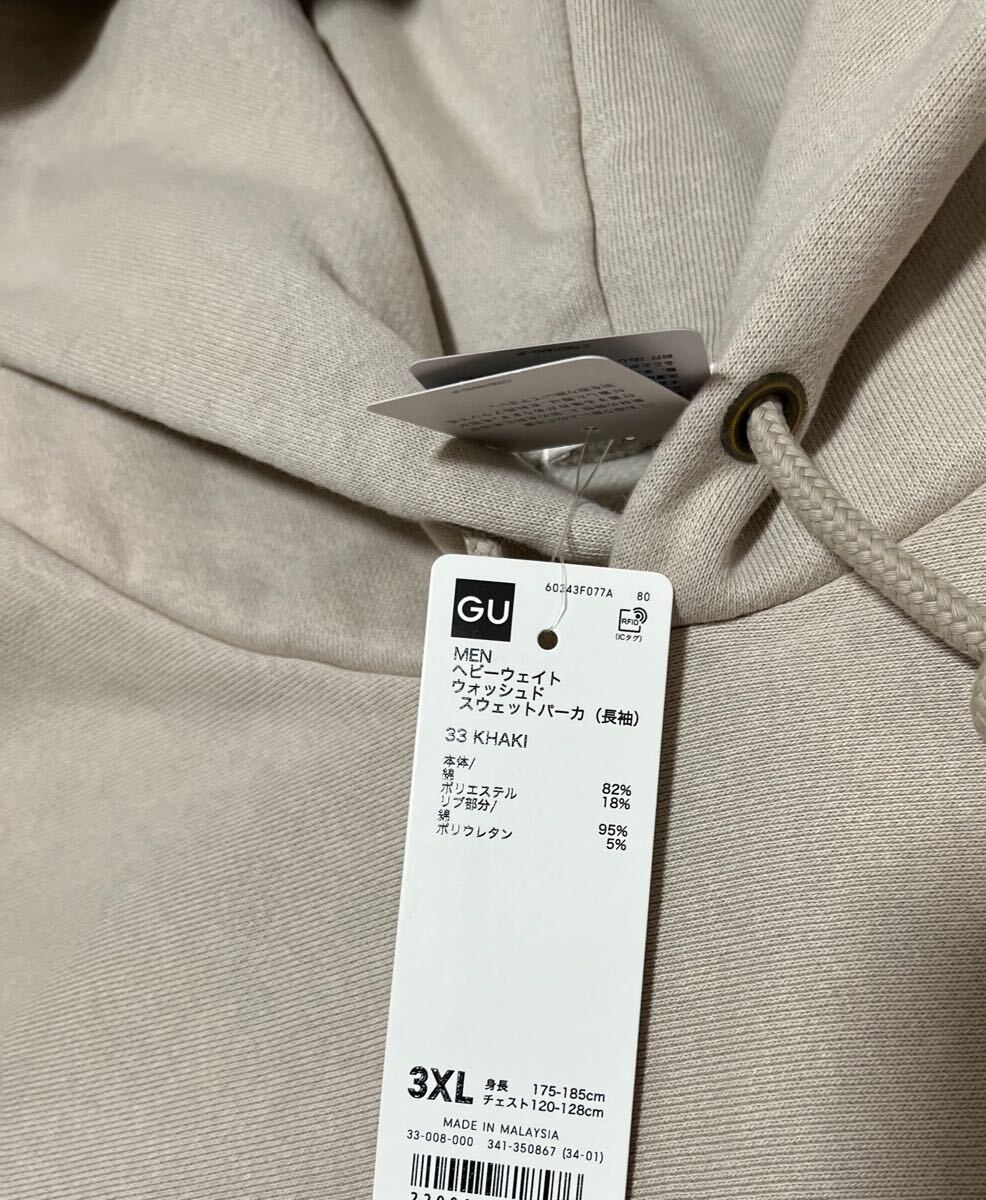 GU
60343F077A 80
RFID
(ICタグ)
MEN
ヘビーウェイト
ウォッシュド
スウェットパーカ（長袖）
33 KHAKI
本体/
綿 82%
ポリエステル 18%
リブ部分/
綿 95%
ポリウレタン 5%
3XL 身長 175-185cm
チェスト120-128cm
MADE IN MALAYSIA
33-008-000 341-350867 (34-01)